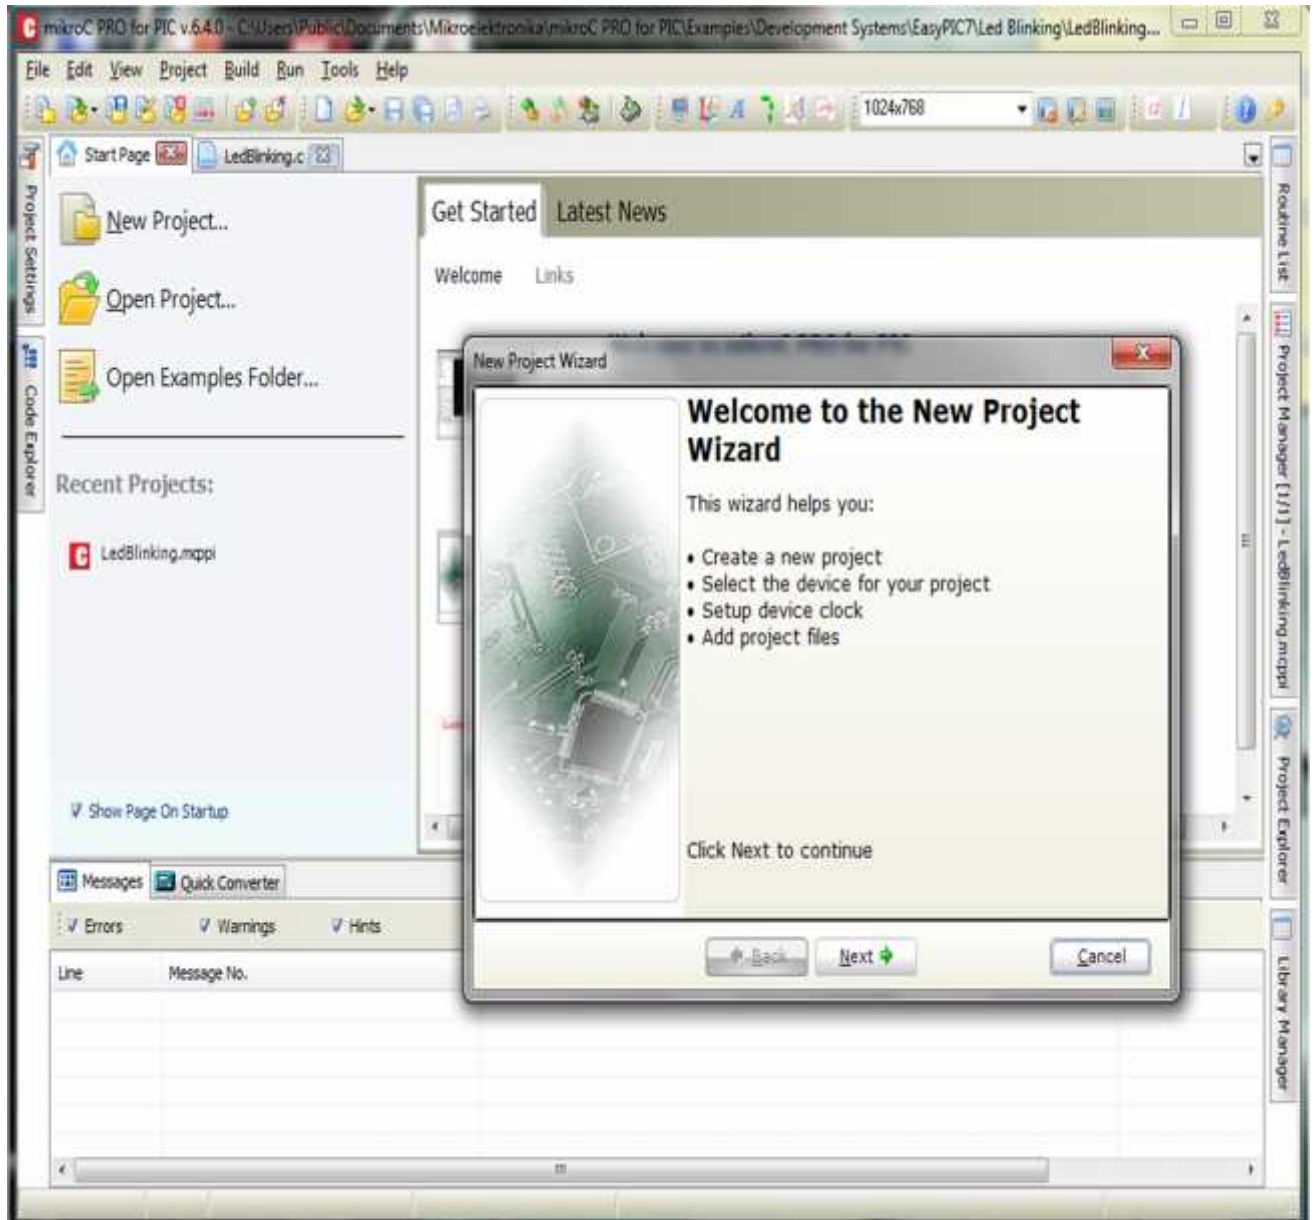 mikroC PRO for PIC v.6.4.0 - C:\Users\Public\Documents\Mikroelektronika\mikroC PRO for PIC\Examples\Development Systems\EasyPIC7\Led Blinking\LedBlinking....
File Edit View Project Build Run Tools Help
1024x768
Start Page LedBlinking.c
Project Settings
Code Explorer
New Project...
Open Project...
Open Examples Folder...
Recent Projects:
LedBlinking.mcppi
Show Page On Startup
Get Started Latest News
Welcome Links
New Project Wizard
Welcome to the New Project
Wizard
This wizard helps you:
• Create a new project
• Select the device for your project
• Setup device clock
• Add project files
Click Next to continue
Back Next Cancel
Routine List
Project Manager [1/1] - LedBlinking.mcppi
Project Explorer
Library Manager
Messages Quick Converter
Errors Warnings Hints
Line Message No.